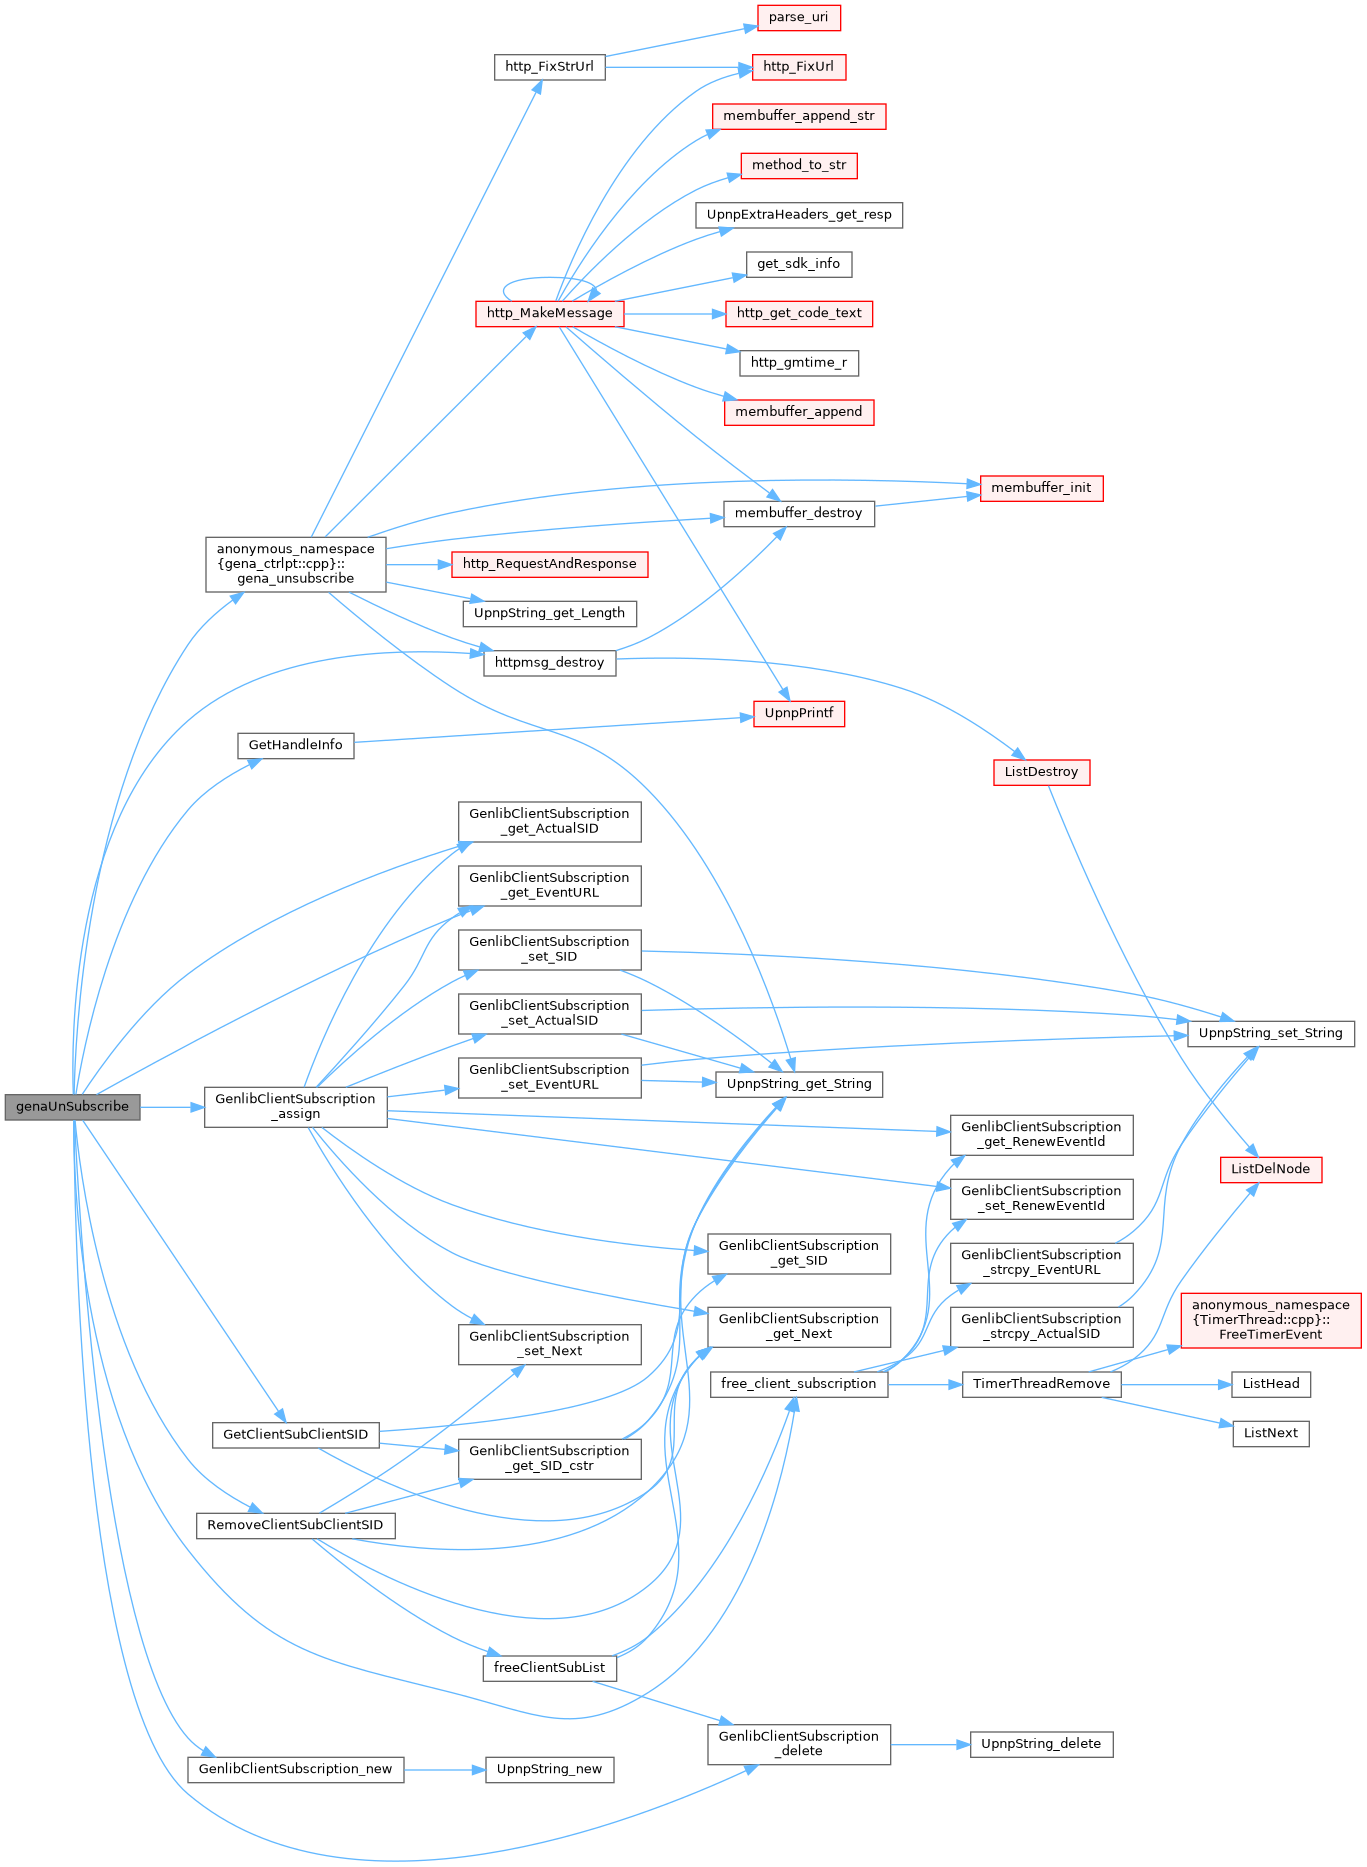 parse_uri
http_FixStrUrl
http_FixUrl
membuffer_append_str
method_to_str
UpnpExtraHeaders_get_resp
get_sdk_info
http_MakeMessage
http_get_code_text
http_gmtime_r
membuffer_append
membuffer_init
membuffer_destroy
anonymous_namespace
{gena_ctrlpt::cpp}::
gena_unsubscribe
http_RequestAndResponse
UpnpString_get_Length
httpmsg_destroy
UpnpPrintf
GetHandleInfo
ListDestroy
GenlibClientSubscription
_get_ActualSID
GenlibClientSubscription
_get_EventURL
GenlibClientSubscription
_set_SID
GenlibClientSubscription
_set_ActualSID
UpnpString_set_String
GenlibClientSubscription
_set_EventURL
UpnpString_get_String
genaUnSubscribe
GenlibClientSubscription
_assign
GenlibClientSubscription
_get_RenewEventId
ListDelNode
GenlibClientSubscription
_set_RenewEventId
GenlibClientSubscription
_get_SID
GenlibClientSubscription
_strcpy_EventURL
GenlibClientSubscription
_get_Next
GenlibClientSubscription
_strcpy_ActualSID
anonymous_namespace
{TimerThread::cpp}::
FreeTimerEvent
GenlibClientSubscription
_set_Next
free_client_subscription
TimerThreadRemove
ListHead
ListNext
GetClientSubClientSID
GenlibClientSubscription
_get_SID_cstr
RemoveClientSubClientSID
freeClientSubList
GenlibClientSubscription
_delete
UpnpString_delete
GenlibClientSubscription_new
UpnpString_new